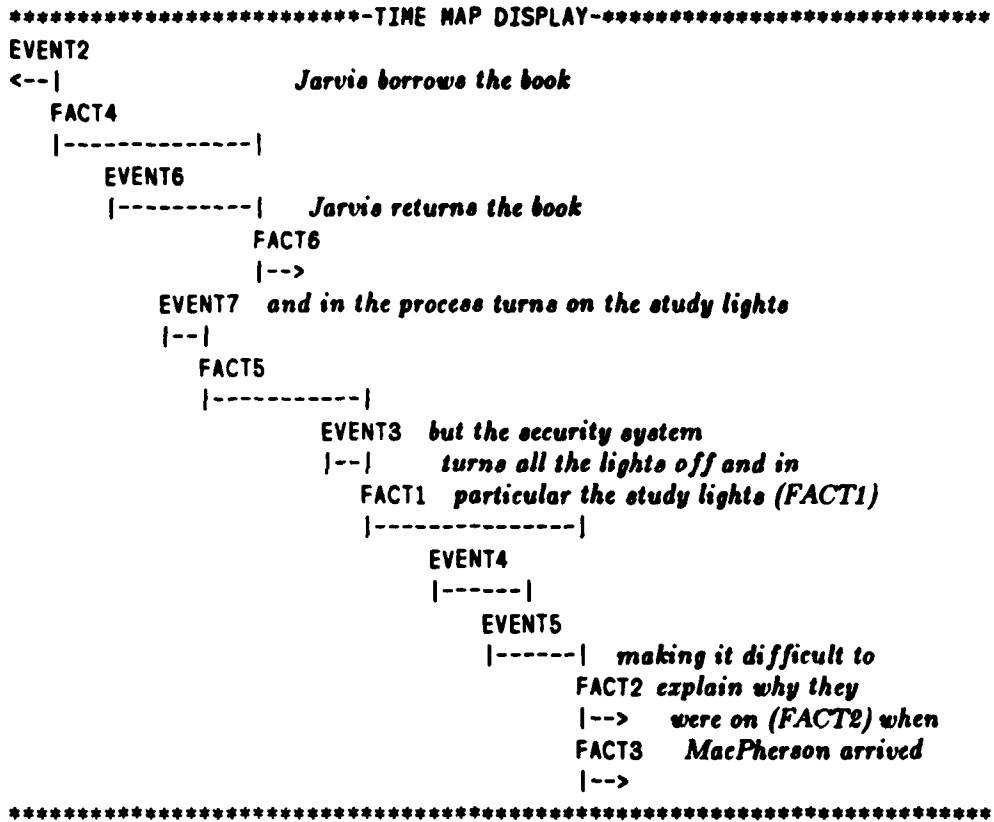 **************************-TIME MAP DISPLAY-*****************************
EVENT2
<--| Jarvis borrows the book
FACT4
|--------------|
EVENT6
|----------| Jarvis returns the book
FACT6
|-->
EVENT7 and in the process turns on the study lights
|--|
FACT5
|-----------|
EVENT3 but the security system
|--| turns all the lights off and in
FACT1 particular the study lights (FACT1)
|---------------|
EVENT4
|------|
EVENT5
|------| making it difficult to
FACT2 explain why they
|--> were on (FACT2) when
FACT3 MacPherson arrived
|-->
*************************************************************************